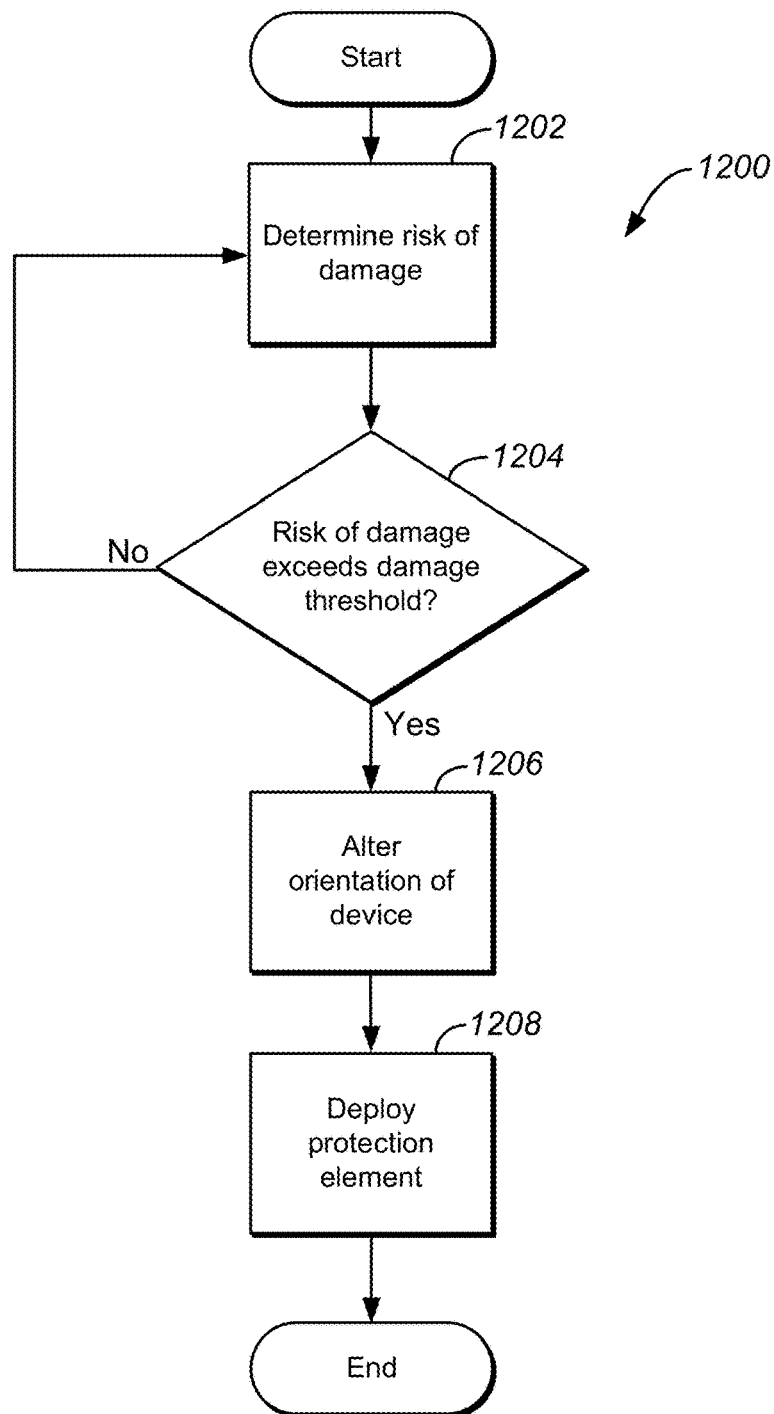 Start
1202
1200
Determine risk of
damage
1204
Risk of damage
exceeds damage
threshold?
No
Yes
1206
Alter
orientation of
device
1208
Deploy
protection
element
End